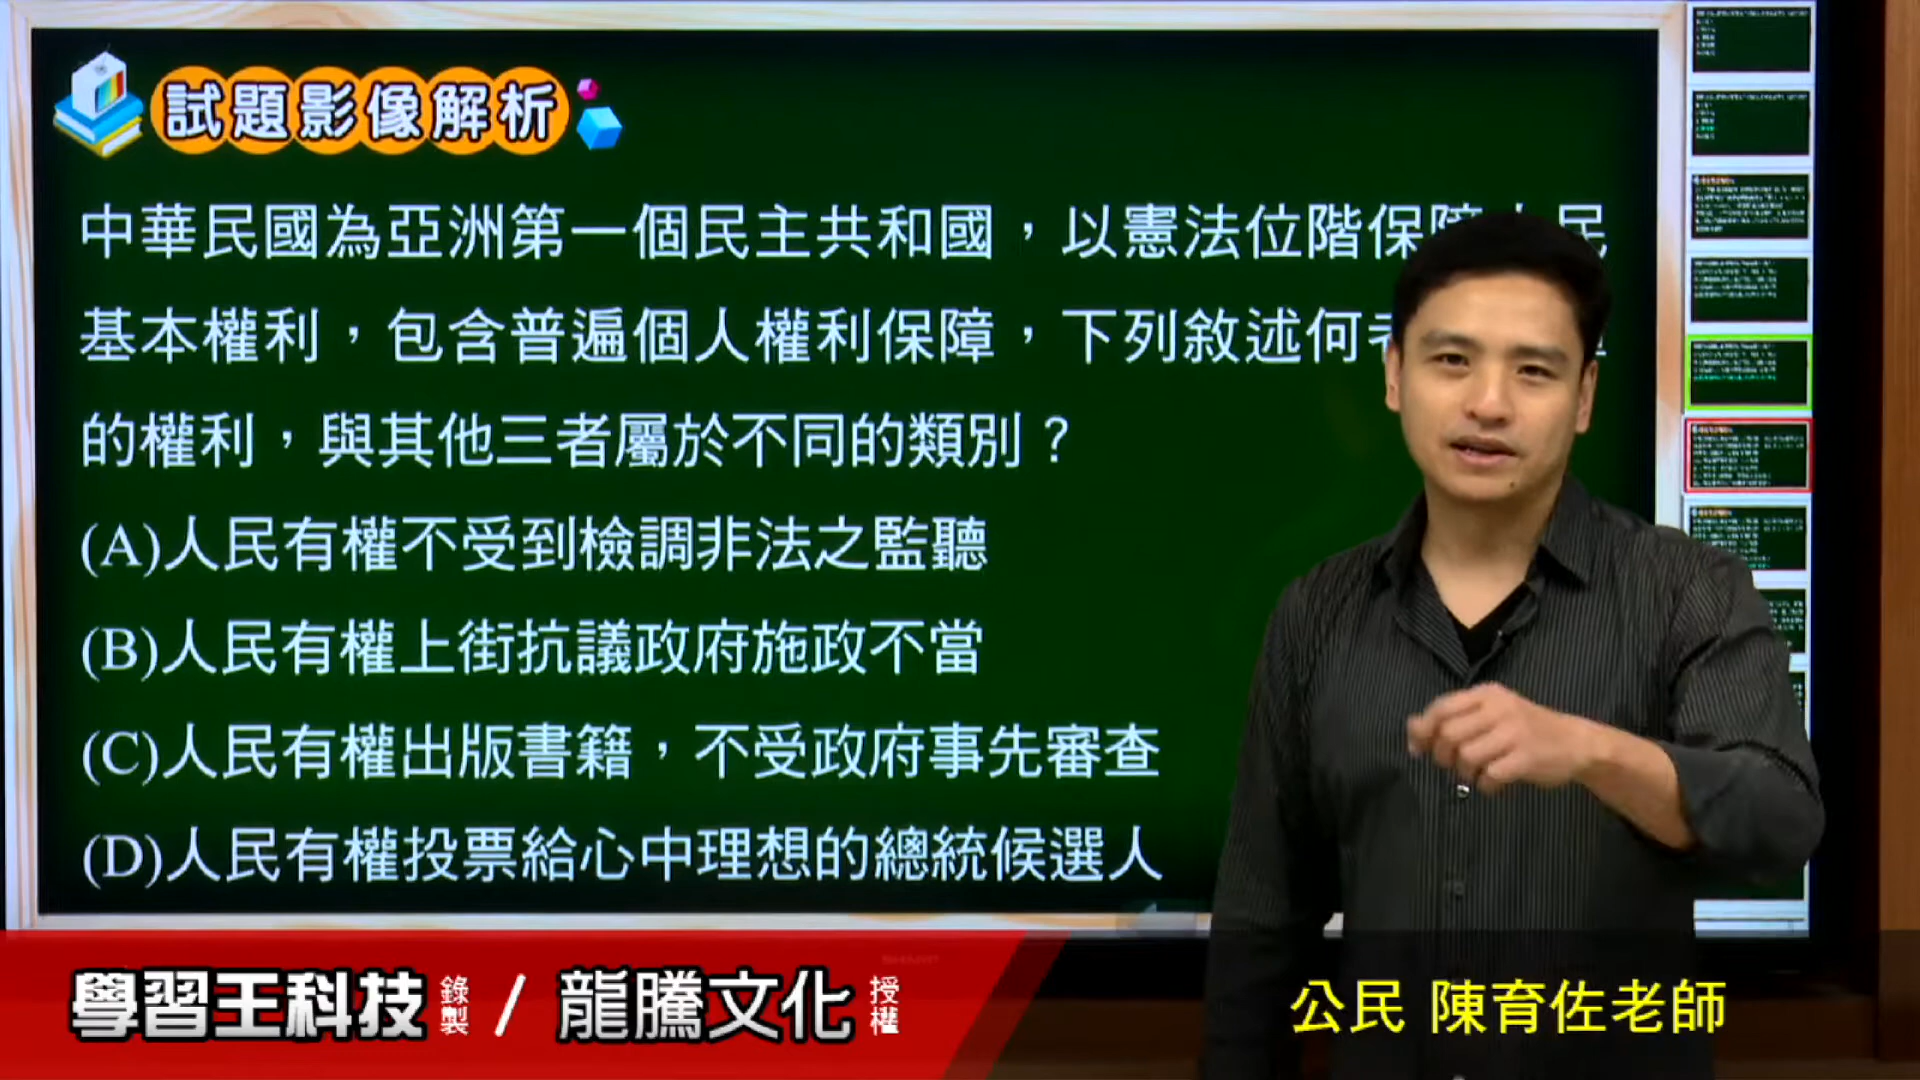 試題影像解析
中華民國為亞洲第一個民主共和國，以憲法位階保障人民
基本權利，包含普遍個人權利保障，下列敘述何者
的權利，與其他三者屬於不同的類別？
(A)人民有權不受到檢調非法之監聽
(B)人民有權上街抗議政府施政不當
(C)人民有權出版書籍，不受政府事先審查
(D)人民有權投票給心中理想的總統候選人
學習王科技 錄製 / 龍騰文化 授權
公民 陳育佐老師